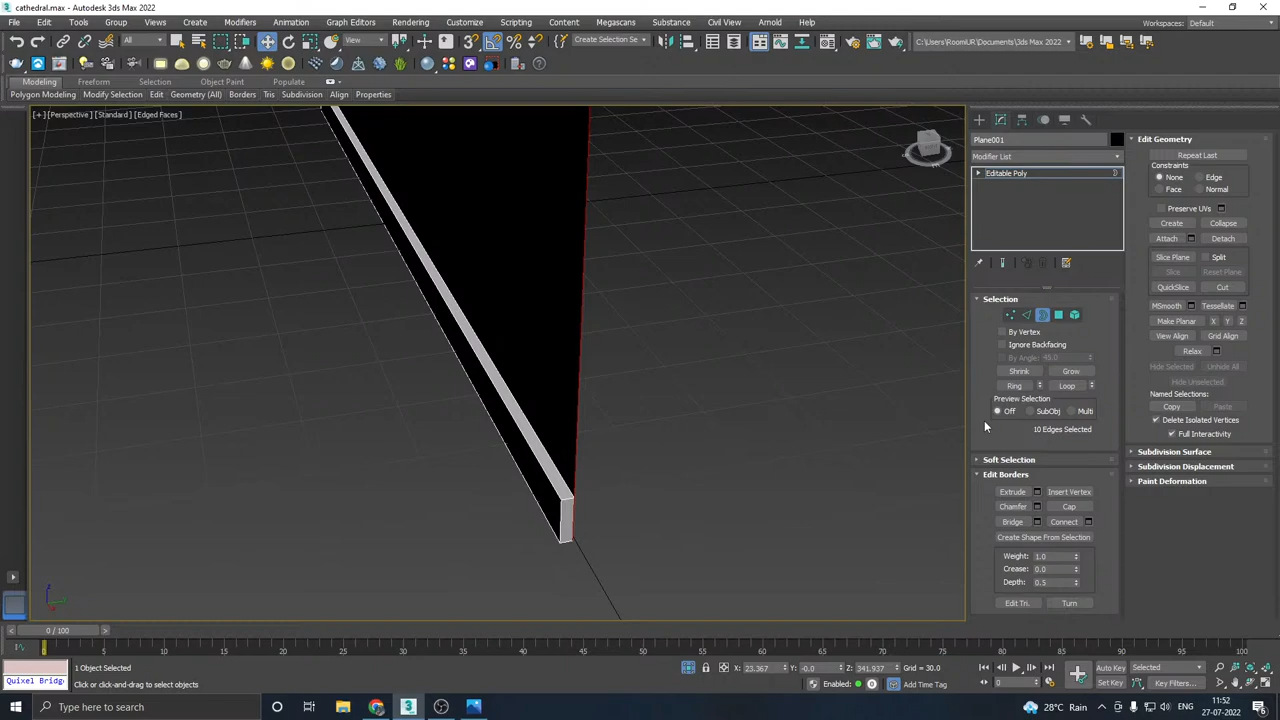 cathedral.max - Autodesk 3ds Max 2022
File Edit Tools Group Views Create Modifiers Animation Graph Editors Rendering Customize Scripting Content Megascans Substance Civil View Arnold Help
Workspaces: Default
All View Create Selection Se C:\Users\RoomUR\Documents\3ds Max 2022
Modeling Freeform Selection Object Paint Populate
Polygon Modeling Modify Selection Edit Geometry (All) Borders Tris Subdivision Align Properties
[+] [Perspective] [Standard] [Edged Faces]
Plane001
Modifier List
Editable Poly
Selection
By Vertex
Ignore Backfacing
By Angle: 45.0
Shrink Grow
Ring Loop
Preview Selection
Off SubObj Multi
10 Edges Selected
Soft Selection
Edit Borders
Extrude Insert Vertex
Chamfer Cap
Bridge Connect
Create Shape From Selection
Weight: 1.0
Crease: 0.0
Depth: 0.5
Edit Tri. Turn
Edit Geometry
Repeat Last
Constraints
None Edge
Face Normal
Preserve UVs
Create Collapse
Attach Detach
Slice Plane Split
Slice Reset Plane
QuickSlice Cut
MSmooth Tessellate
Make Planar X Y Z
View Align Grid Align
Relax
Hide Selected Unhide All
Hide Unselected
Named Selections:
Copy Paste
Delete Isolated Vertices
Full Interactivity
Subdivision Surface
Subdivision Displacement
Paint Deformation
0 / 100
0 5 10 15 20 25 30 35 40 45 50 55 60 65 70 75 80 85 90 95 100
1 Object Selected
Quixel Bridg
Click or click-and-drag to select objects
X: 23.367 Y: -0.0 Z: 341.937 Grid = 30.0
Enabled: Add Time Tag
0
Auto Key Selected
Set Key Key Filters...
Type here to search
28°C Rain
ENG
11:52
27-07-2022